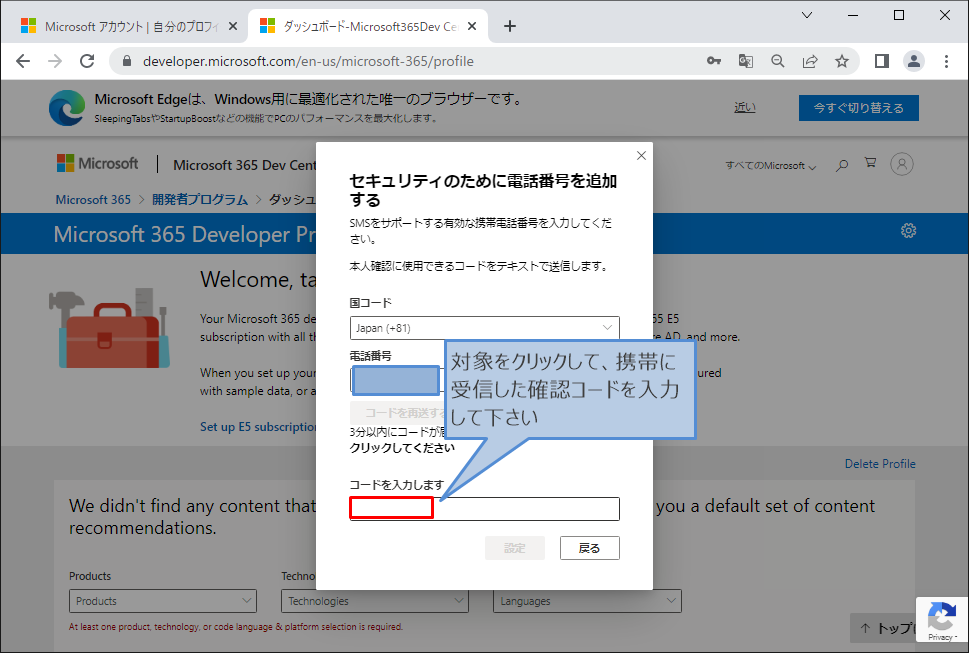 Microsoft アカウント | 自分のプロフィ
ダッシュボード-Microsoft365Dev Ce
developer.microsoft.com/en-us/microsoft-365/profile
Microsoft Edgeは、Windows用に最適化された唯一のブラウザーです。
SleepingTabsやStartupBoostなどの機能でPCのパフォーマンスを最大化します。
近い
今すぐ切り替える
Microsoft
Microsoft 365 Dev Cent
すべてのMicrosoft
Microsoft 365 > 開発者プログラム > ダッシュ
Microsoft 365 Developer Pr
Welcome, ta
Your Microsoft 365 de
55 E5
subscription with all th
re AD, and more.
When you set up your
ured
with sample data, or a
Set up E5 subscription
セキュリティのために電話番号を追加
する
SMSをサポートする有効な携帯電話番号を入力してくだ
さい。
本人確認に使用できるコードをテキストで送信します。
国コード
Japan (+81)
電話番号
対象をクリックして、携帯に
受信した確認コードを入力
して下さい
コードを再送する
3分以内にコードが届
クリックしてください
コードを入力します
設定
戻る
Delete Profile
We didn't find any content that
you a default set of content
recommendations.
Products
Techno
Products
Technologies
Languages
At least one product, technology, or code language & platform selection is required.
↑ トップに
Privacy